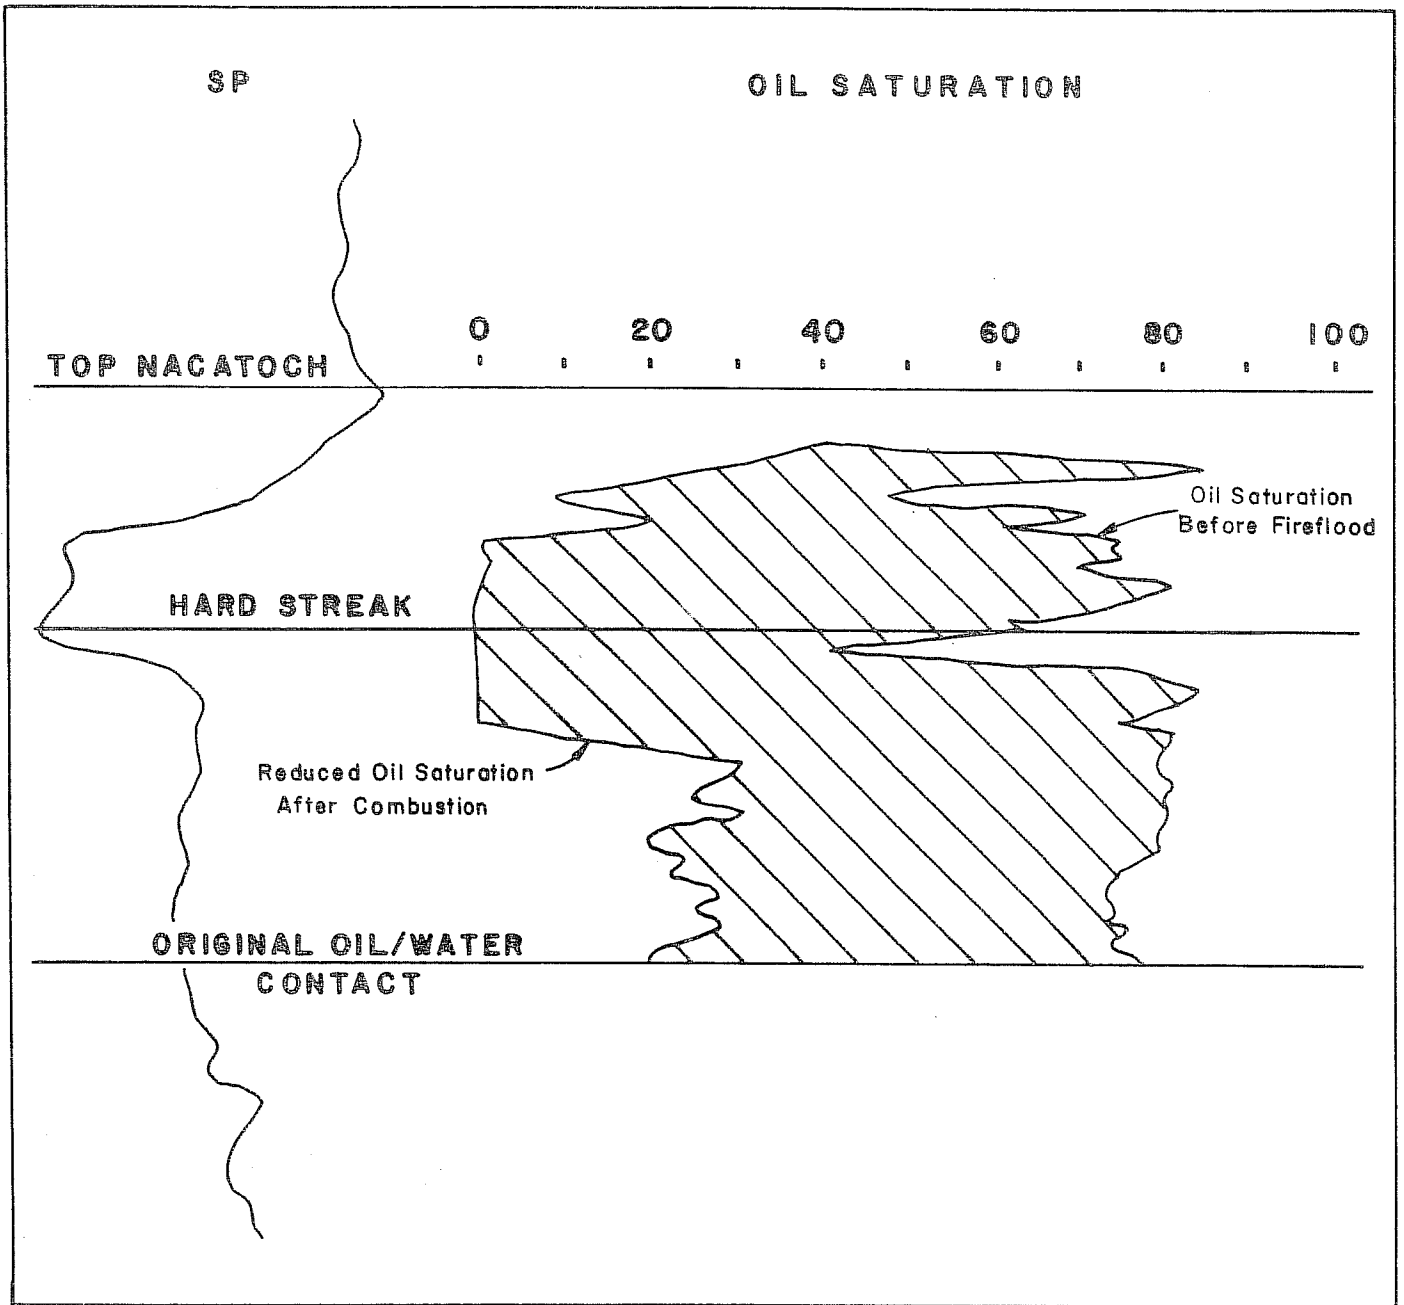 SP
OIL SATURATION
0 20 40 60 80 100
TOP NACATOCH
Oil Saturation
Before Fireflood
HARD STREAK
Reduced Oil Saturation
After Combustion
ORIGINAL OIL/WATER
CONTACT